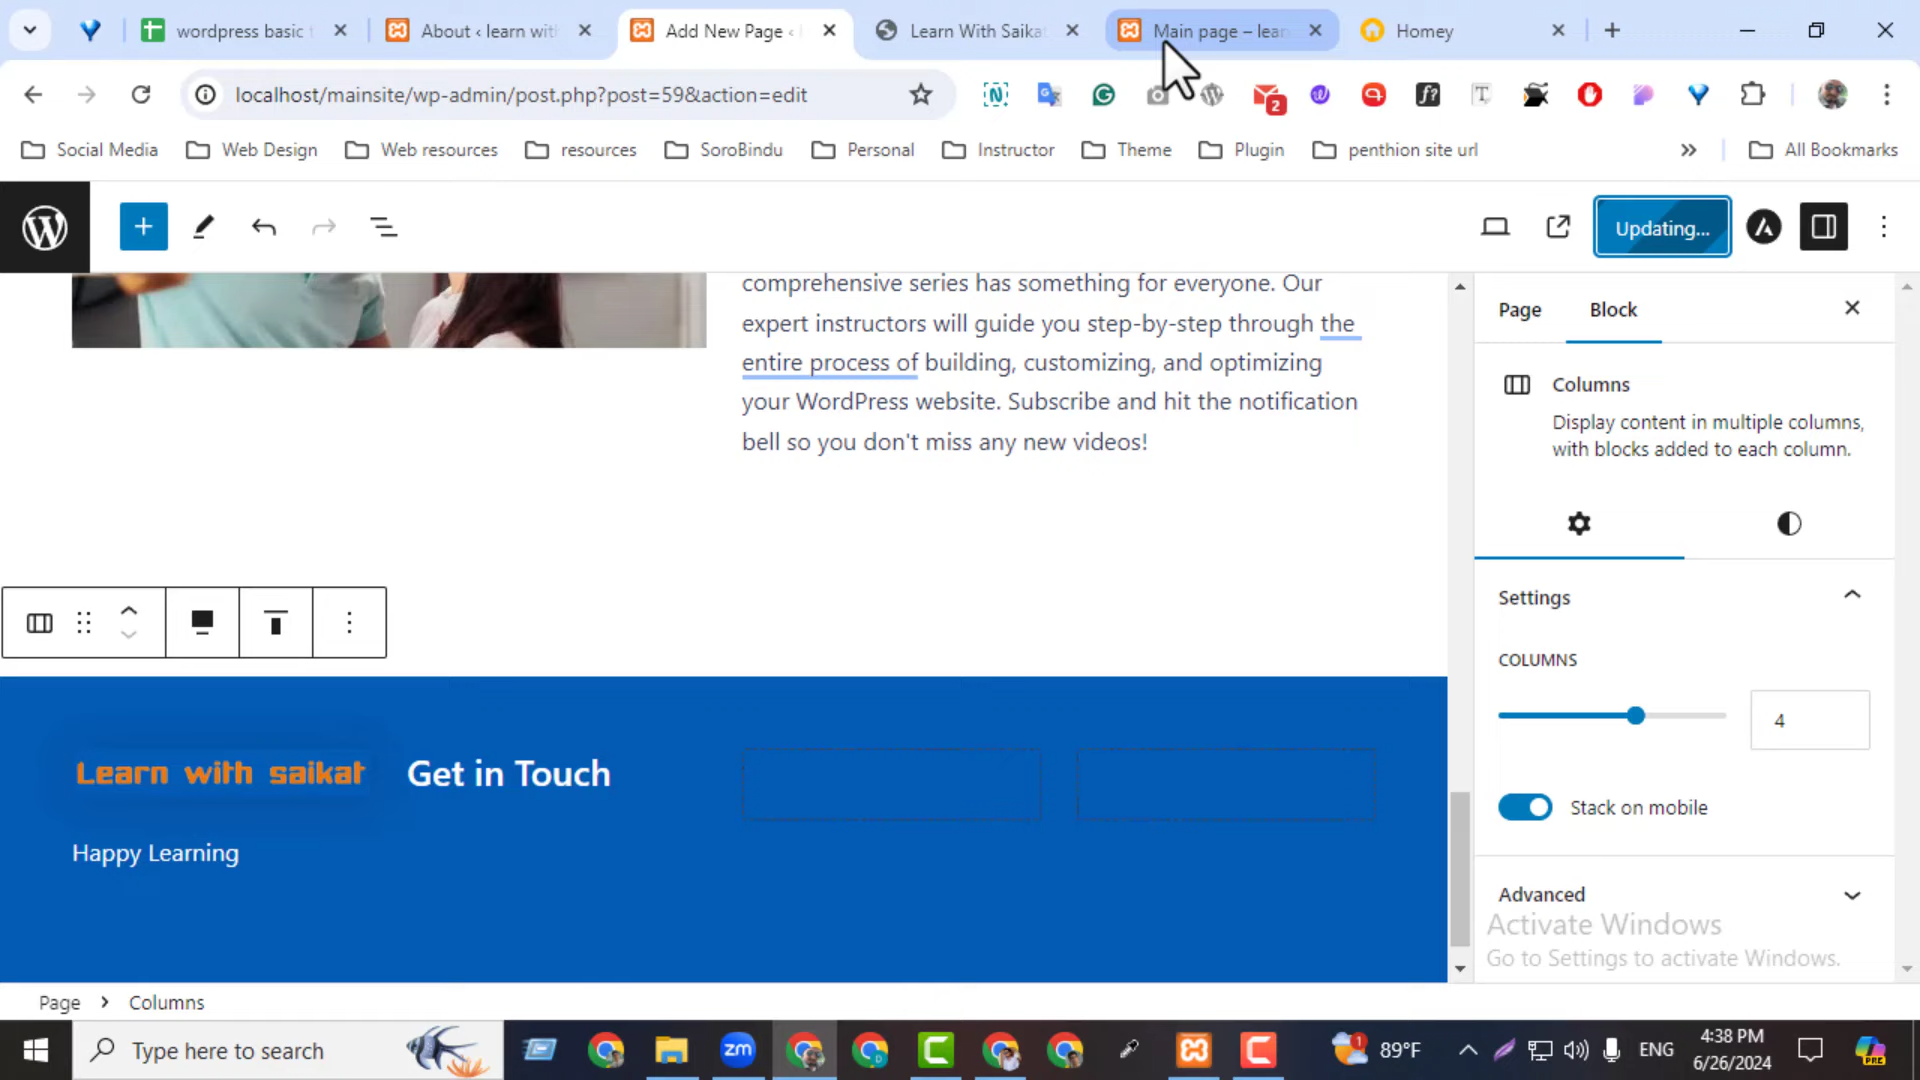 wordpress basic
About ‹ learn wit
Add New Page ‹
Learn With Saika
Main page – lear
Homey
localhost/mainsite/wp-admin/post.php?post=59&action=edit
2
Social Media
Web Design
Web resources
resources
SoroBindu
Personal
Instructor
Theme
Plugin
penthion site url
»
All Bookmarks
Updating...
comprehensive series has something for everyone. Our
expert instructors will guide you step-by-step through the
entire process of building, customizing, and optimizing
your WordPress website. Subscribe and hit the notification
bell so you don't miss any new videos!
Learn with saikat
Get in Touch
Happy Learning
Page
Block
Columns
Display content in multiple columns,
with blocks added to each column.
Settings
COLUMNS
4
Stack on mobile
Advanced
Activate Windows
Go to Settings to activate Windows.
Page › Columns
Type here to search
zm
1
89°F
ENG
4:38 PM
6/26/2024
PRE